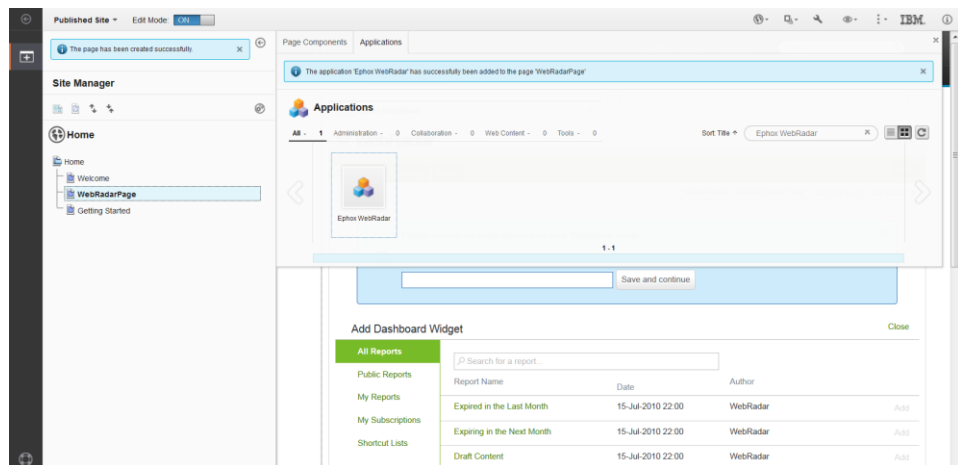 Published Site Edit Mode: ON IBM.
The page has been created successfully. ×
Site Manager
Home
Home
Welcome
WebRadarPage
Getting Started
Page Components Applications ×
The application 'Ephox WebRadar' has successfully been added to the page 'WebRadarPage' ×
Applications
All - 1 Administration - 0 Collaboration - 0 Web Content - 0 Tools - 0 Sort: Title Ephox WebRadar ×
Ephox WebRadar
1 - 1
Save and continue
Add Dashboard Widget Close
All Reports
Public Reports
My Reports
My Subscriptions
Shortcut Lists
Search for a report...
Report Name Date Author
Expired in the Last Month 15-Jul-2010 22:00 WebRadar Add
Expiring in the Next Month 15-Jul-2010 22:00 WebRadar Add
Draft Content 15-Jul-2010 22:00 WebRadar Add